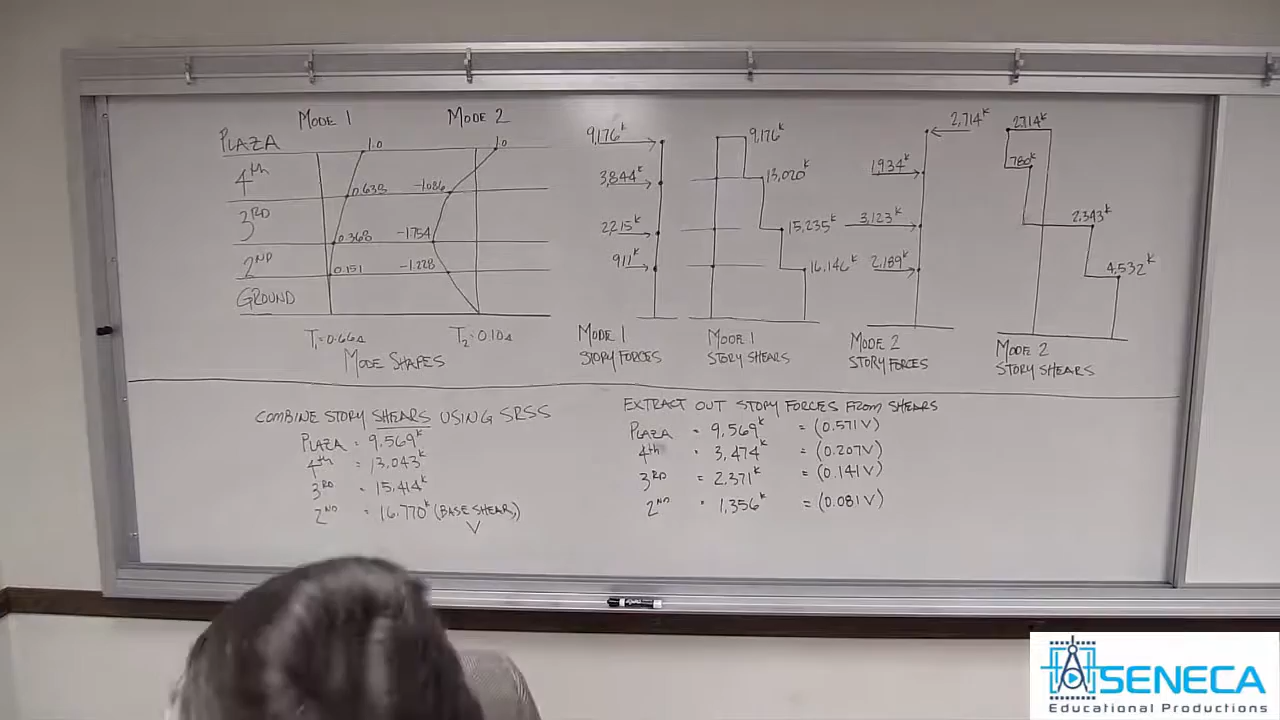 MODE 1
MODE 2
PLAZA
4th
3RD
2ND
GROUND
1.0
0.638
0.368
0.151
1.0
-1.086
-1.754
-1.228
T₁=0.66s
T₂=0.10s
MODE SHAPES
9,176ᵏ
3,844ᵏ
2,215ᵏ
911ᵏ
MODE 1
STORY FORCES
9,176ᵏ
13,020ᵏ
15,235ᵏ
16,146ᵏ
MODE 1
STORY SHEARS
2,714ᵏ
1,934ᵏ
3,123ᵏ
2,189ᵏ
MODE 2
STORY FORCES
2,714ᵏ
780ᵏ
2,343ᵏ
4,532ᵏ
MODE 2
STORY SHEARS
COMBINE STORY SHEARS USING SRSS
PLAZA = 9,569ᵏ
4th = 13,043ᵏ
3RD = 15,414ᵏ
2ND = 16,770ᵏ (BASE SHEAR)
V
EXTRACT OUT STORY FORCES FROM SHEARS
PLAZA = 9,569ᵏ = (0.571V)
4th = 3,474ᵏ = (0.207V)
3RD = 2,371ᵏ = (0.141V)
2ND = 1,356ᵏ = (0.081V)
SENECA
Educational Productions